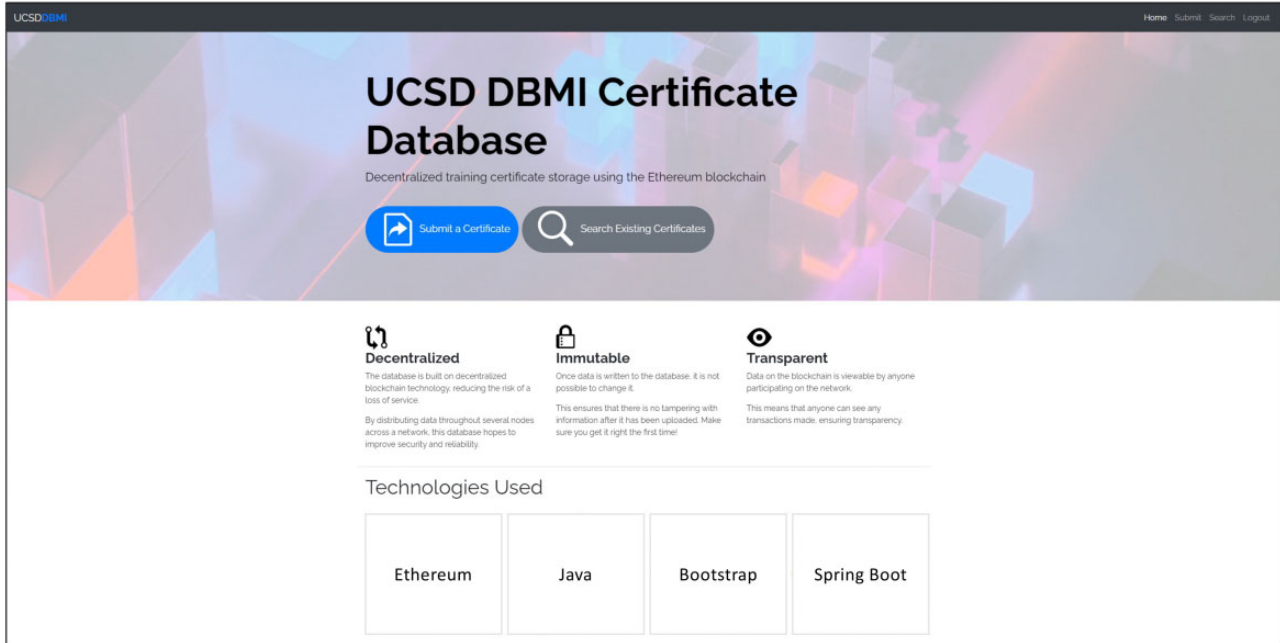 UCSDDBMI
Home Submit Search Logout
UCSD DBMI Certificate
Database
Decentralized training certificate storage using the Ethereum blockchain
Submit a Certificate
Search Existing Certificates
Decentralized
The database is built on decentralized
blockchain technology, reducing the risk of a
loss of service.
By distributing data throughout several nodes
across a network, this database hopes to
improve security and reliability.
Immutable
Once data is written to the database, it is not
possible to change it.
This ensures that there is no tampering with
information after it has been uploaded. Make
sure you get it right the first time!
Transparent
Data on the blockchain is viewable by anyone
participating on the network.
This means that anyone can see any
transactions made, ensuring transparency.
Technologies Used
Ethereum
Java
Bootstrap
Spring Boot